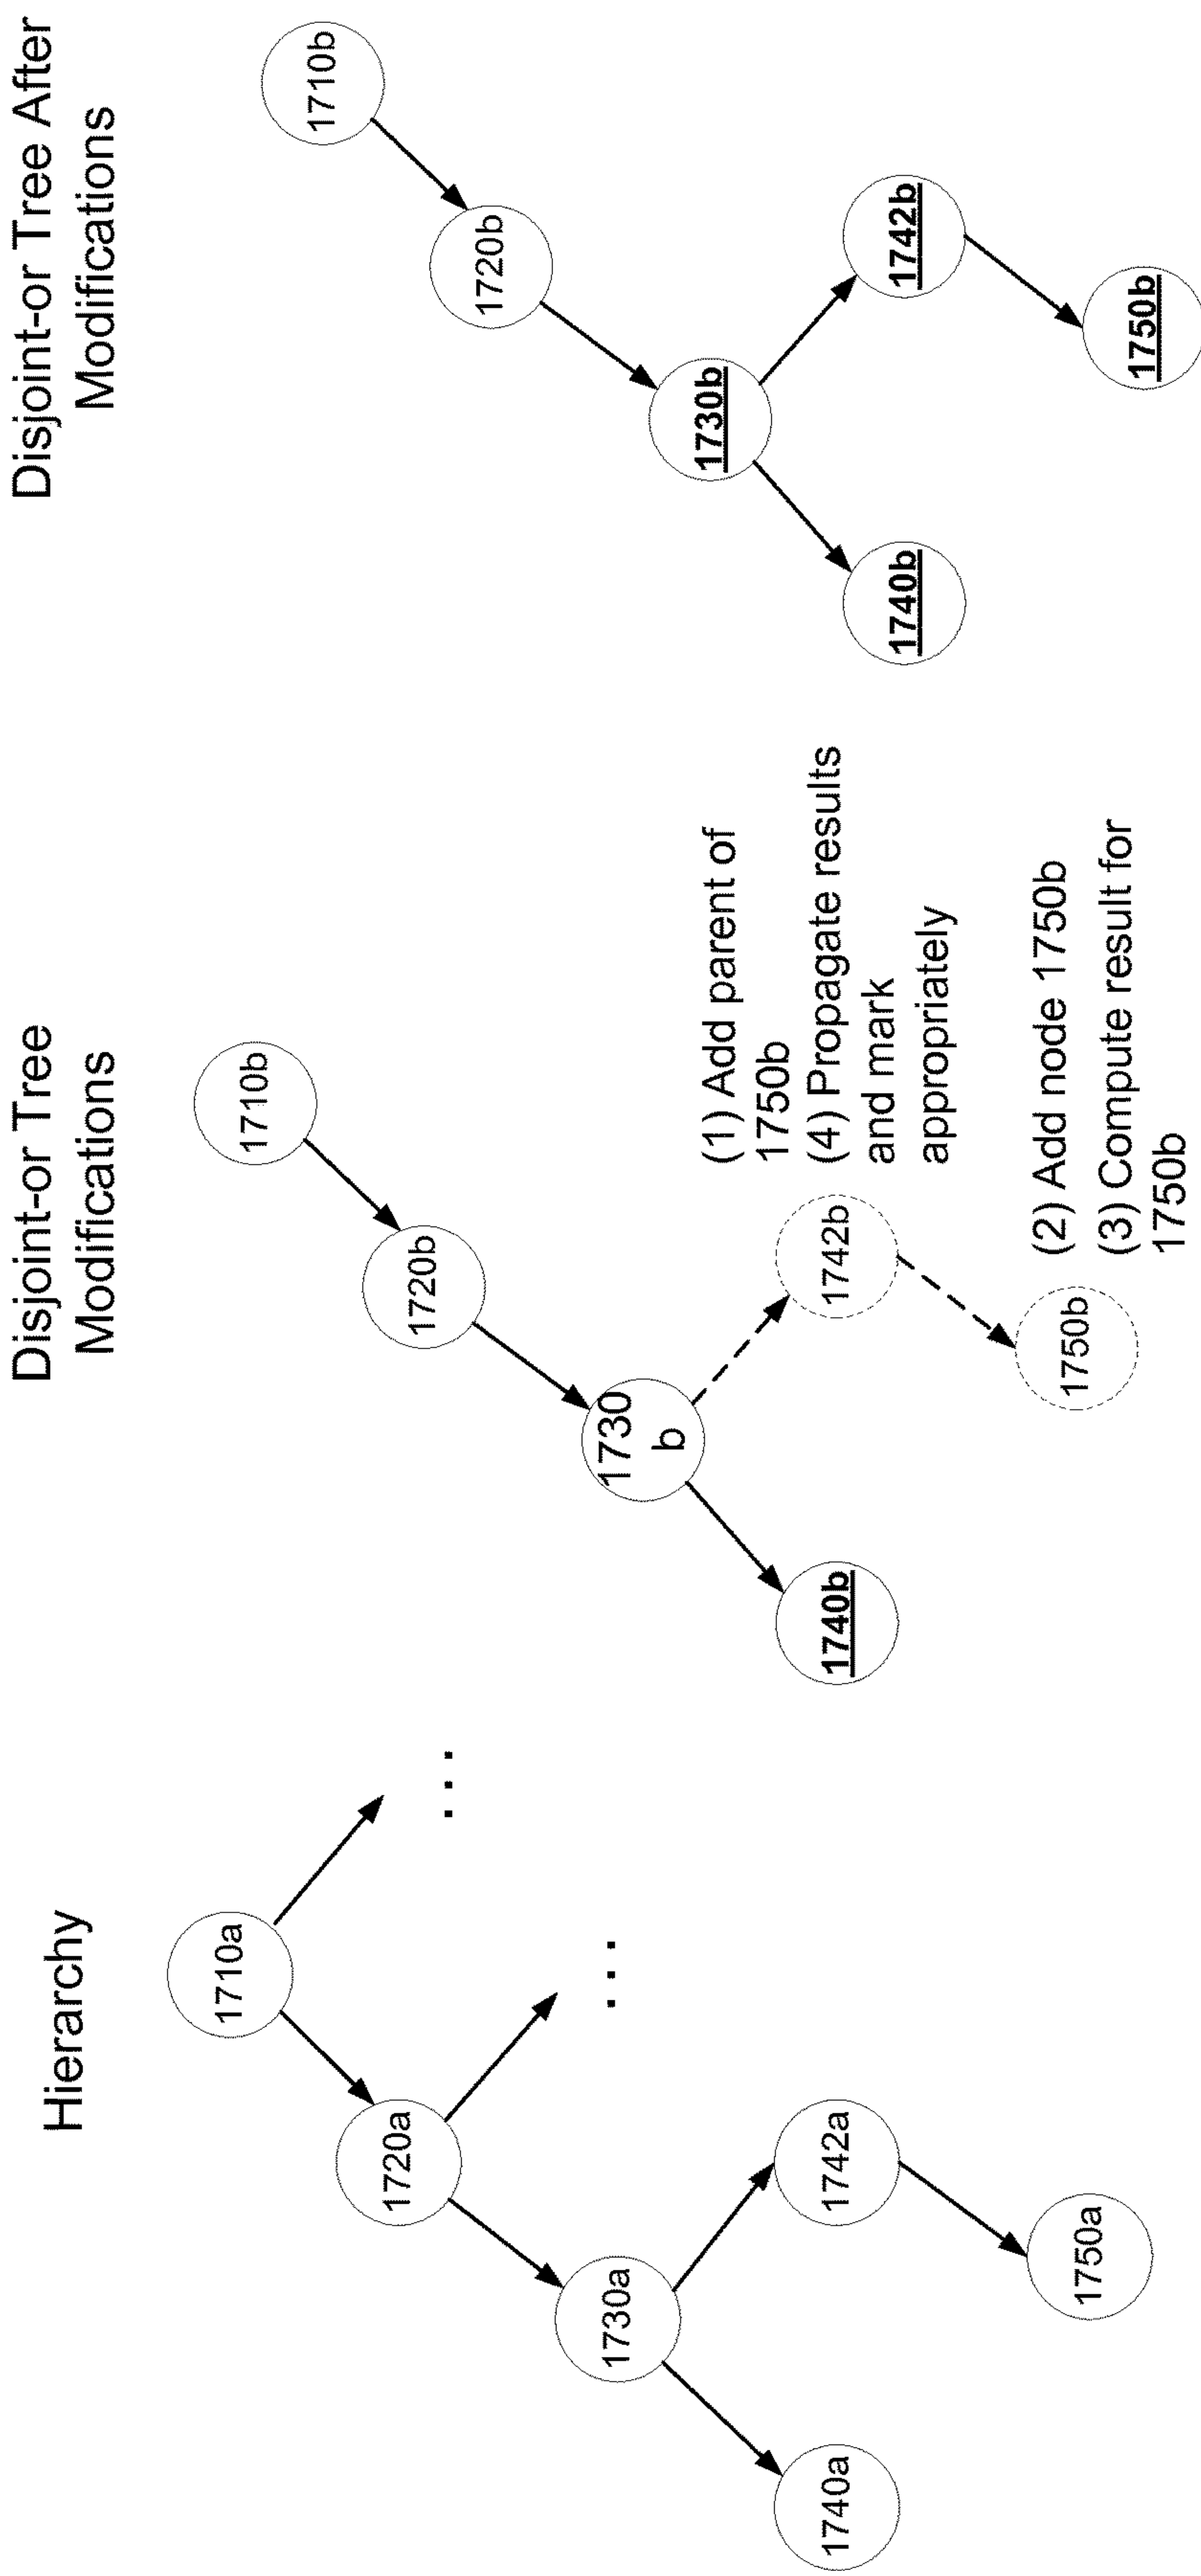 Hierarchy
1710a
1720a
. . .
1730a
. . .
1740a
1742a
1750a
Disjoint-or Tree
Modifications
1710b
1720b
1730
b
1740b
1742b
(1) Add parent of
1750b
(4) Propagate results
and mark
appropriately
1750b
(2) Add node 1750b
(3) Compute result for
1750b
Disjoint-or Tree After
Modifications
1710b
1720b
1730b
1740b
1742b
1750b